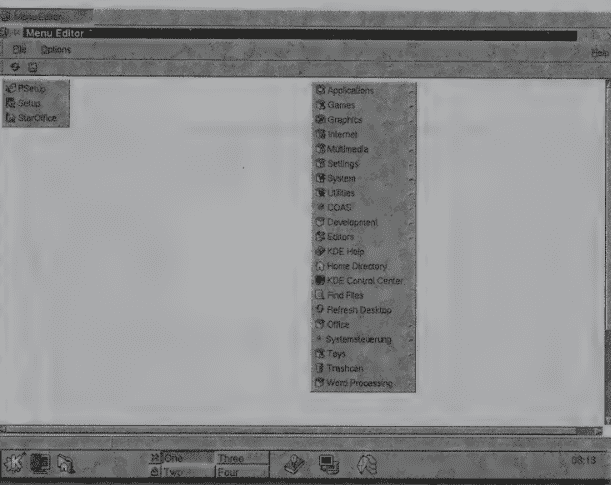 Menu Editor
Menu Editor
File Options Help
PSetup
Setup
StarOffice
Applications
Games
Graphics
Internet
Multimedia
Settings
System
Utilities
COAS
Development
Editors
KDE Help
Home Directory
KDE Control Center
Find Files
Refresh Desktop
Office
Systemsteuerung
Toys
Trashcan
Word Processing
One Three
Two Four
08:13